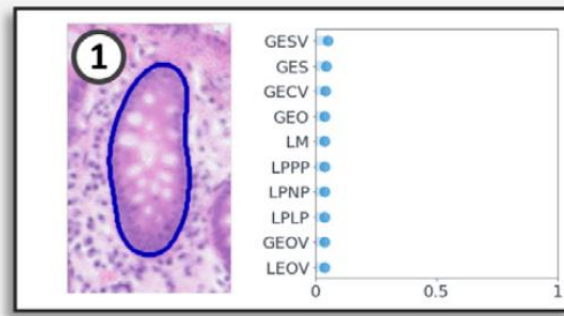 1
GESV
GES
GECV
GEO
LM
LPPP
LPNP
LPLP
GEOV
LEOV
0 0.5 1